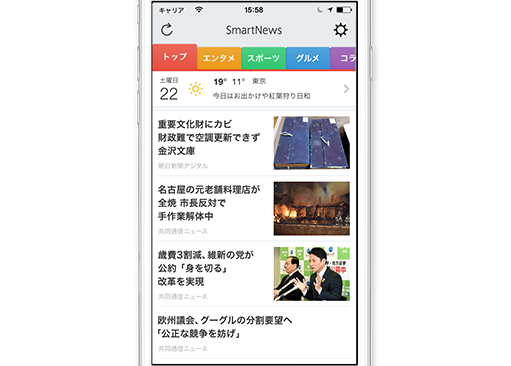 キャリア 15:58
SmartNews
トップ エンタメ スポーツ グルメ コラ
土曜日 19° 11° 東京
22 今日はお出かけや紅葉狩り日和
重要文化財にカビ
財政難で空調更新できず
金沢文庫
朝日新聞デジタル
名古屋の元老舗料理店が
全焼 市長反対で
手作業解体中
共同通信ニュース
歳費3割減、維新の党が
公約「身を切る」
改革を実現
共同通信ニュース
欧州議会、グーグルの分割要望へ
「公正な競争を妨げ」
共同通信ニュース